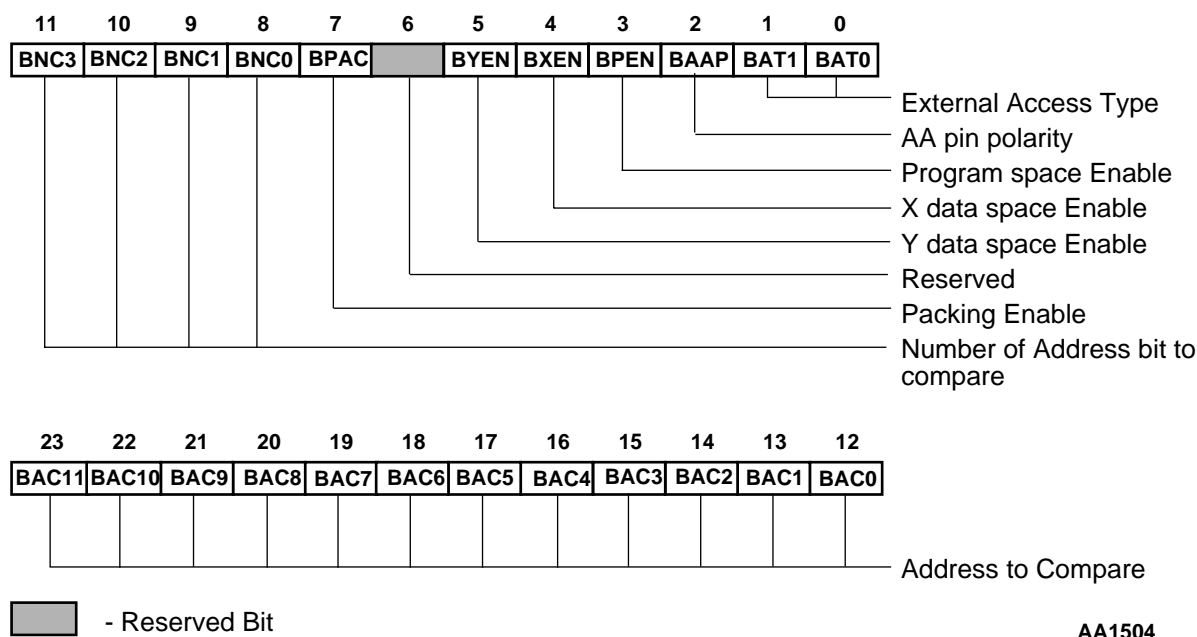 11 10 9 8 7 6 5 4 3 2 1 0
BNC3 BNC2 BNC1 BNC0 BPAC BYEN BXEN BPEN BAAP BAT1 BAT0
External Access Type
AA pin polarity
Program space Enable
X data space Enable
Y data space Enable
Reserved
Packing Enable
Number of Address bit to
compare
23 22 21 20 19 18 17 16 15 14 13 12
BAC11 BAC10 BAC9 BAC8 BAC7 BAC6 BAC5 BAC4 BAC3 BAC2 BAC1 BAC0
Address to Compare
- Reserved Bit
AA1504